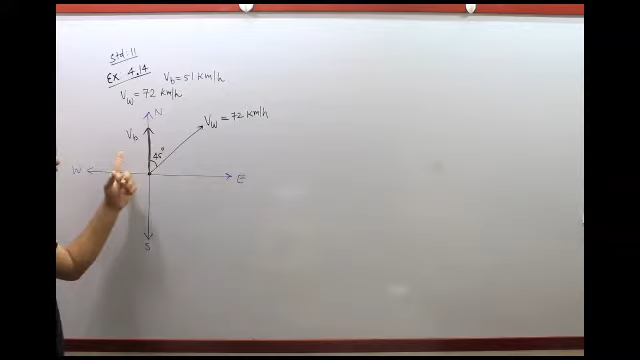 Std: 11
Ex: 4.14
Vb = 51 km/h
Vw = 72 km/h
N
Vw = 72 km/h
Vb
45°
W
E
S